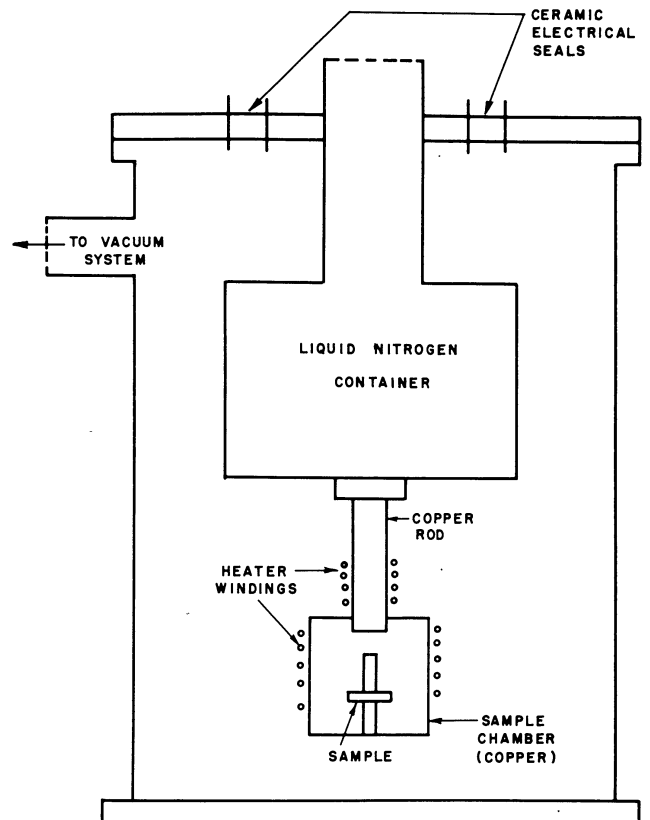 CERAMIC
ELECTRICAL
SEALS
TO VACUUM
SYSTEM
LIQUID NITROGEN
CONTAINER
COPPER
ROD
HEATER
WINDINGS
SAMPLE
CHAMBER
(COPPER)
SAMPLE